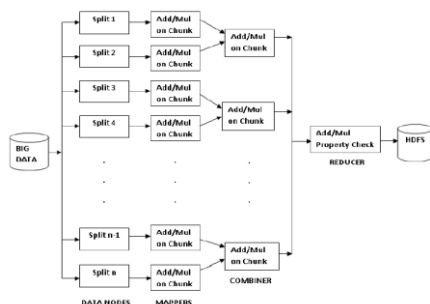 Split 1
Add/Mul
on Chunk
Add/Mul
on Chunk
Split 2
Add/Mul
on Chunk
Split 3
Add/Mul
on Chunk
Add/Mul
on Chunk
Split 4
Add/Mul
on Chunk
BIG
DATA
Add/Mul
Property Check
REDUCER
HDFS
Split n-1
Add/Mul
on Chunk
Add/Mul
on Chunk
COMBINER
Split n
Add/Mul
on Chunk
DATA NODES
MAPPERS